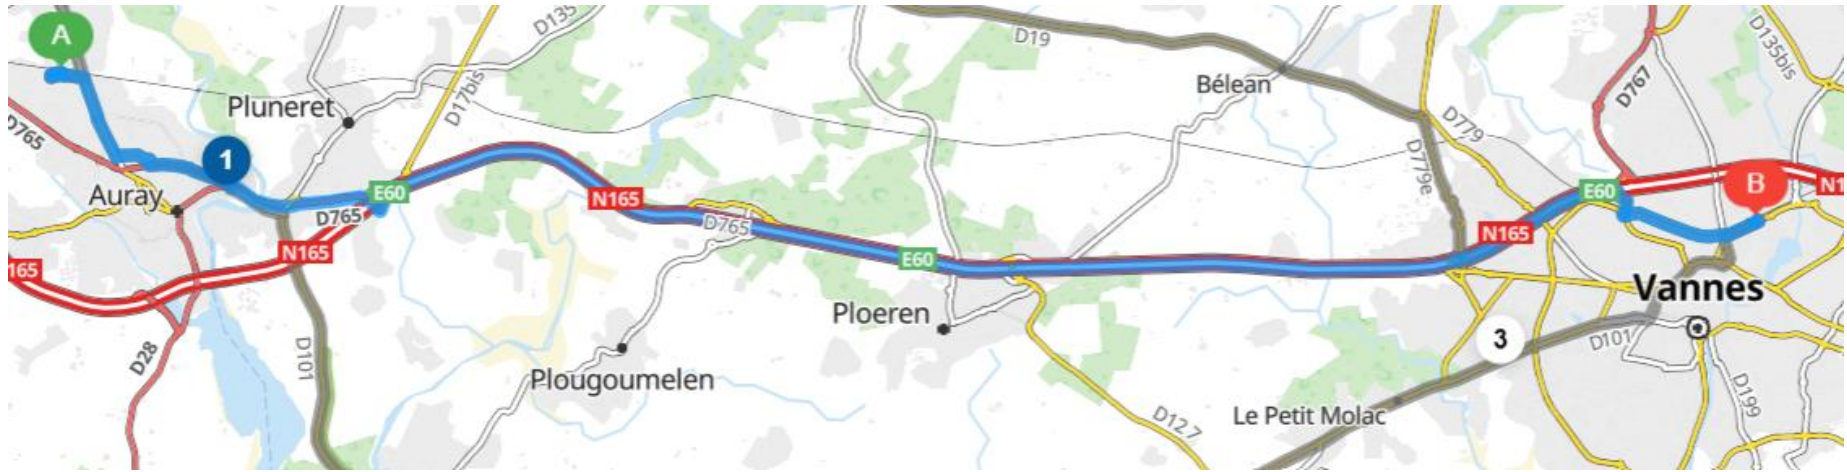 A
D135
D19
D135bis
D767
Bélean
D17bis
Pluneret
D779
D765
1
D779e
Auray
E60
N165
E60
B
N1
D765
D765
N165
N165
E60
165
Vannes
Ploeren
3
D101
D28
D101
Plougoumelen
D199
Le Petit Molac
D127